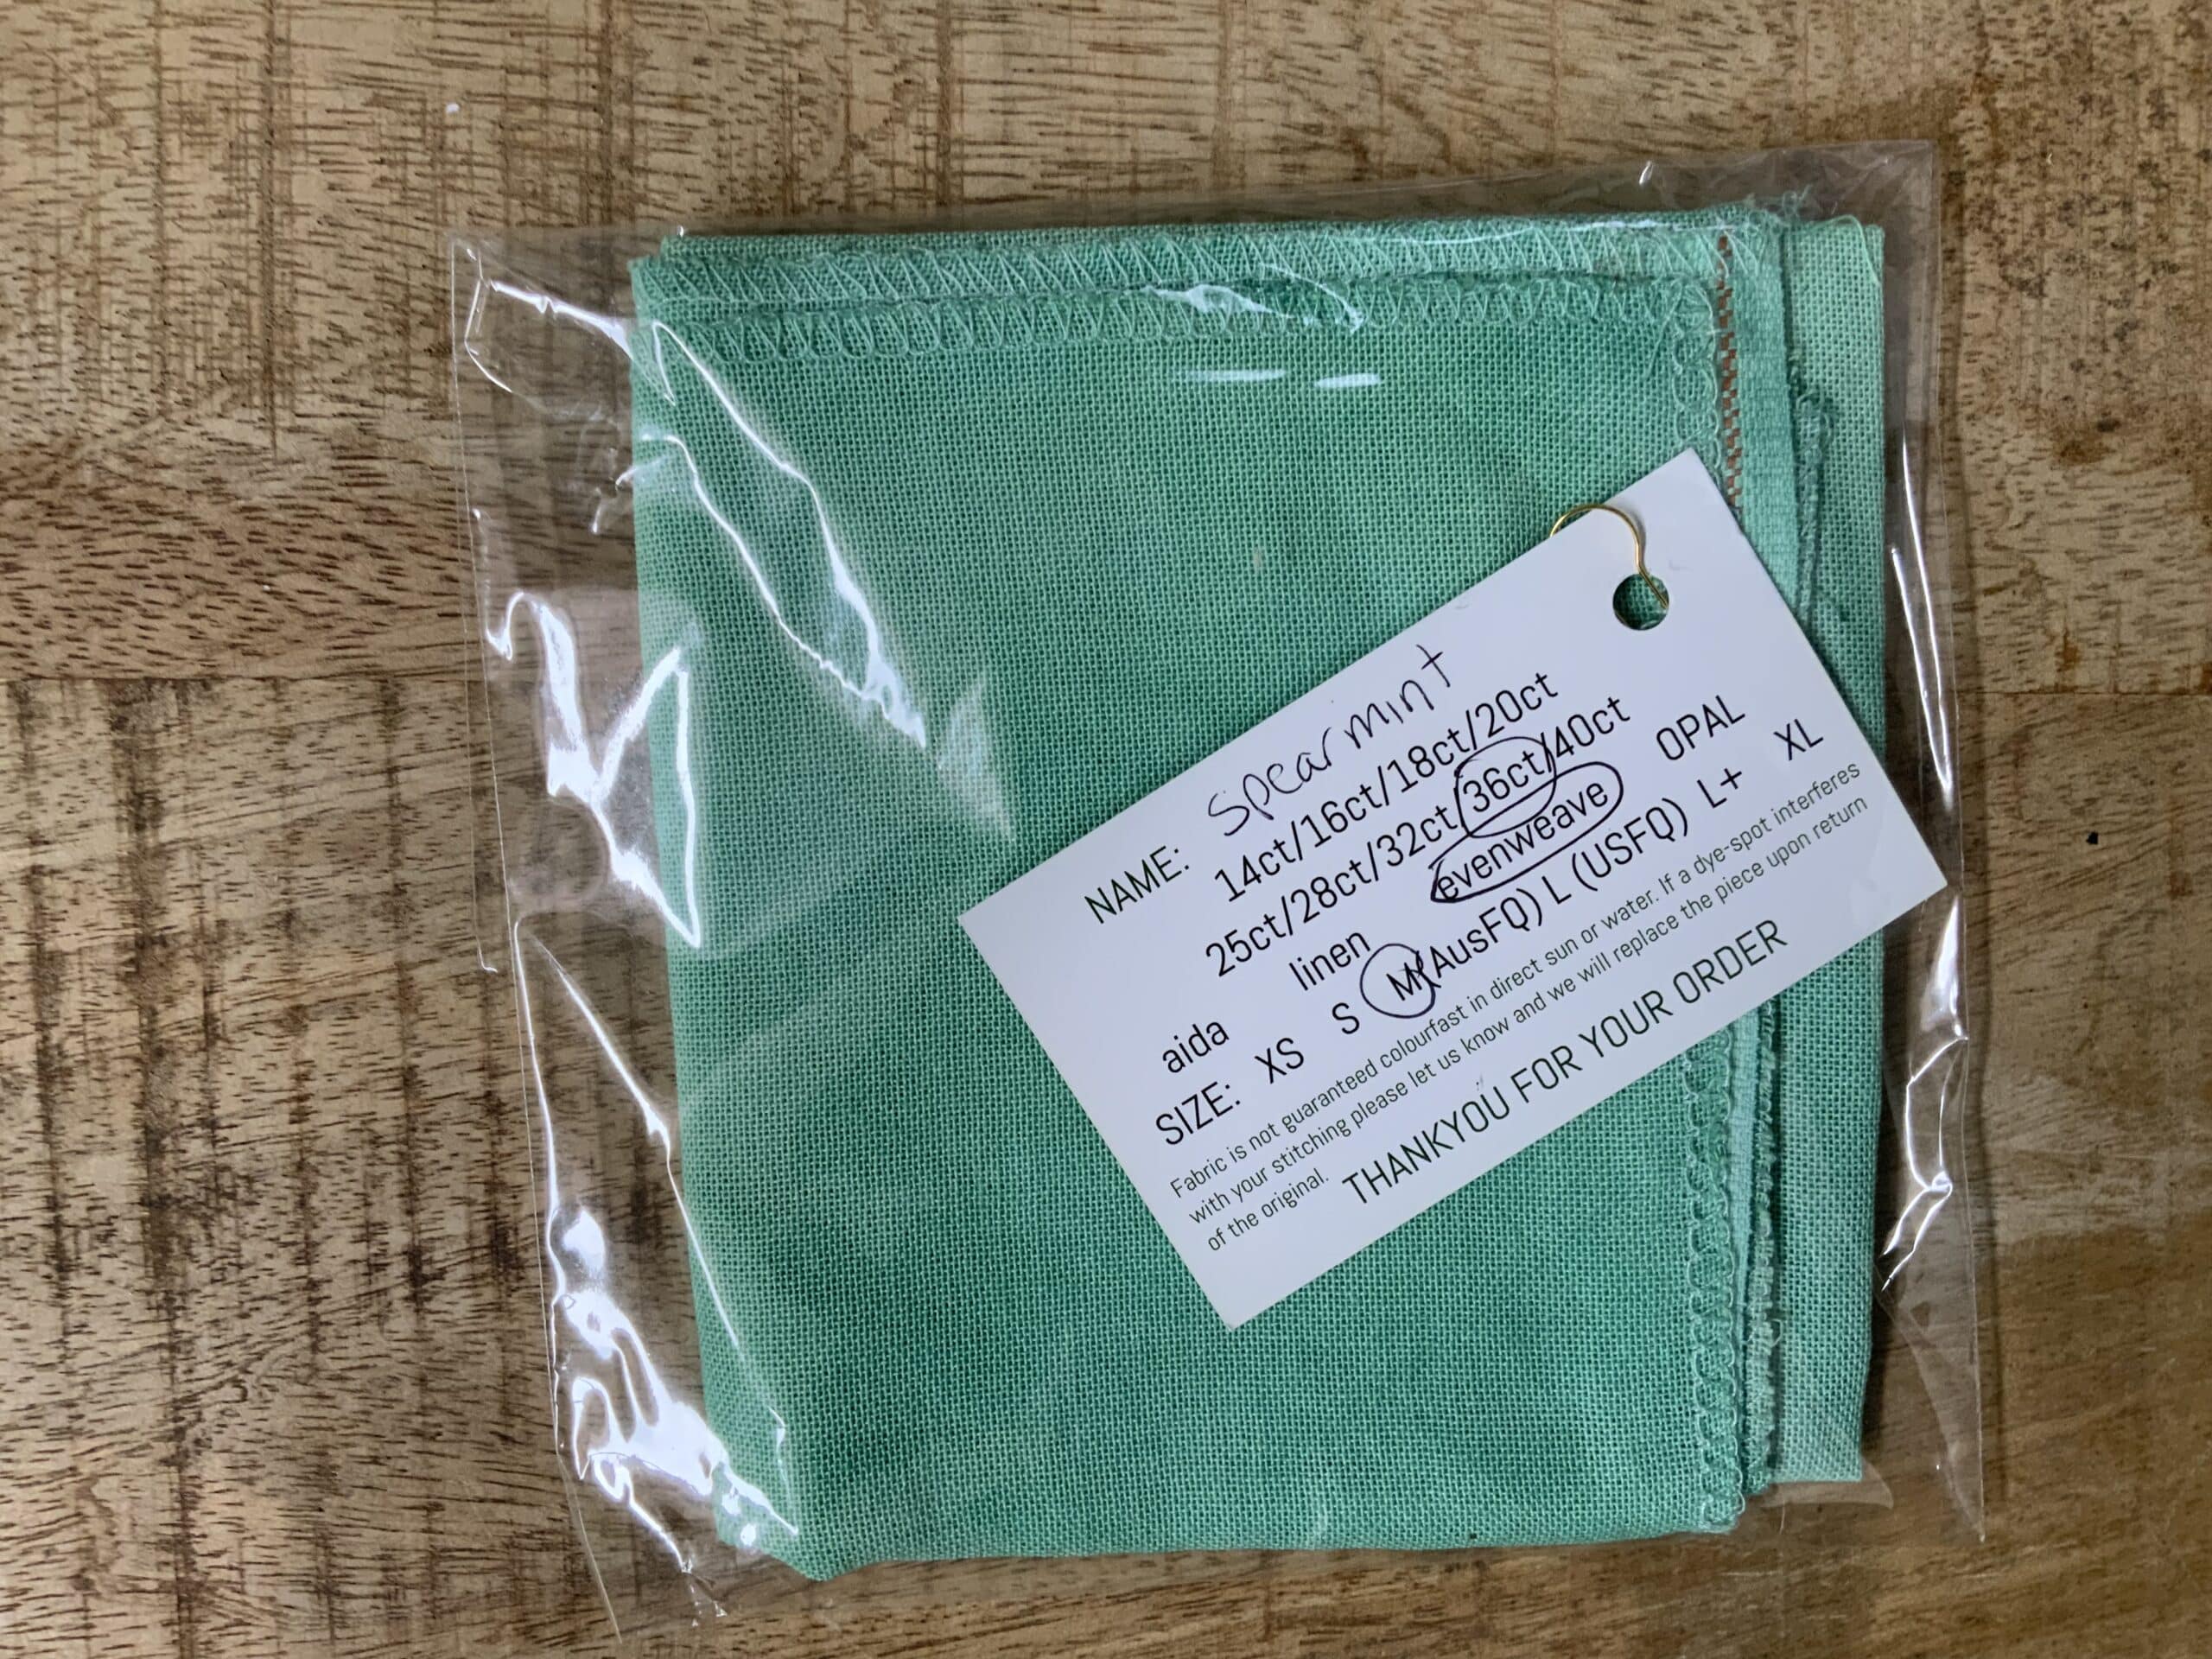 NAME: Spearmint
14ct/16ct/18ct/20ct
25ct/28ct/32ct/36ct/40ct
aida linen evenweave OPAL
SIZE: XS S M(AusFQ) L (USFQ) L+ XL
Fabric is not guaranteed colourfast in direct sun or water. If a dye-spot interferes
with your stitching please let us know and we will replace the piece upon return
of the original.
THANKYOU FOR YOUR ORDER